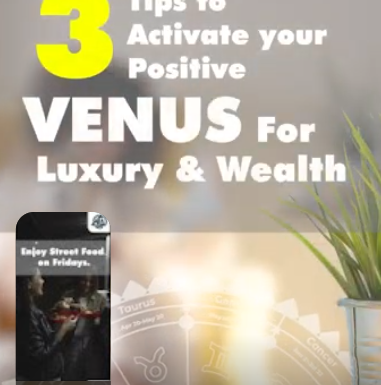 3 Tips to
Activate your
Positive
VENUS For
Luxury & Wealth
Enjoy Street Food
on Fridays.
Taurus
Cancer